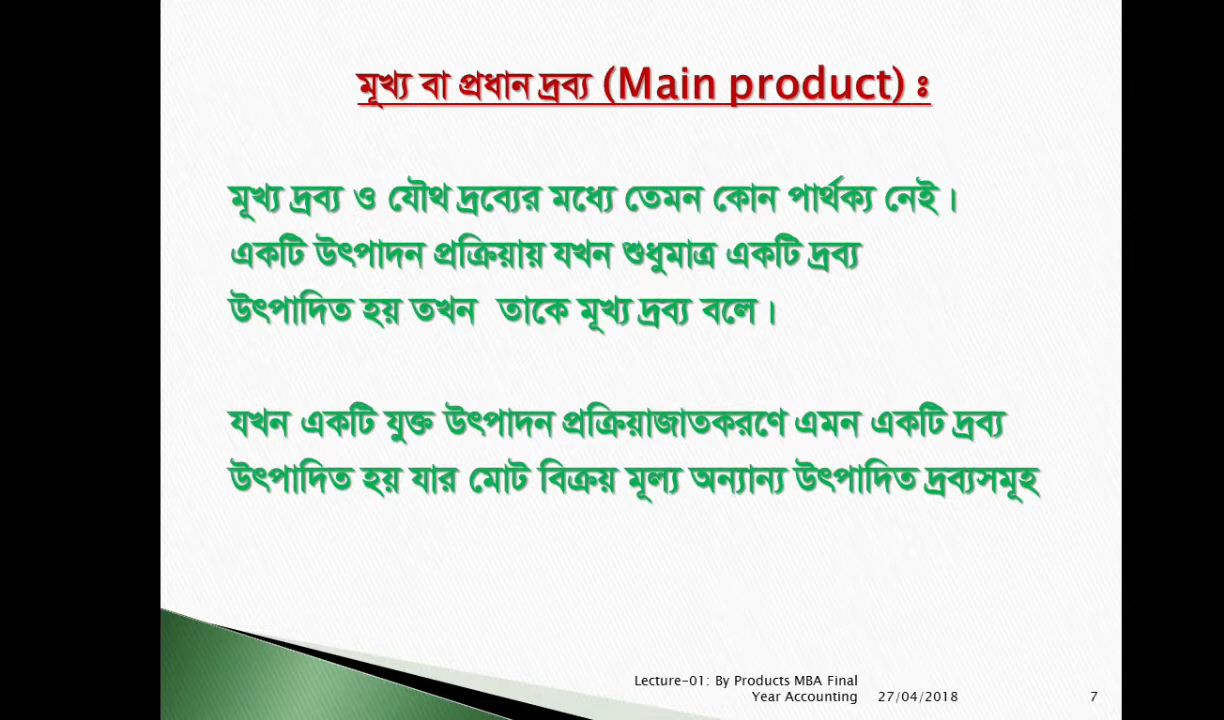 মূখ্য বা প্রধান দ্রব্য (Main product) ঃ
মূখ্য দ্রব্য ও যৌথ দ্রব্যের মধ্যে তেমন কোন পার্থক্য নেই।
একটি উৎপাদন প্রক্রিয়ায় যখন শুধুমাত্র একটি দ্রব্য
উৎপাদিত হয় তখন তাকে মূখ্য দ্রব্য বলে।
যখন একটি যুক্ত উৎপাদন প্রক্রিয়াজাতকরণে এমন একটি দ্রব্য
উৎপাদিত হয় যার মোট বিক্রয় মূল্য অন্যান্য উৎপাদিত দ্রব্যসমূহ
Lecture-01: By Products MBA Final
Year Accounting 27/04/2018 7